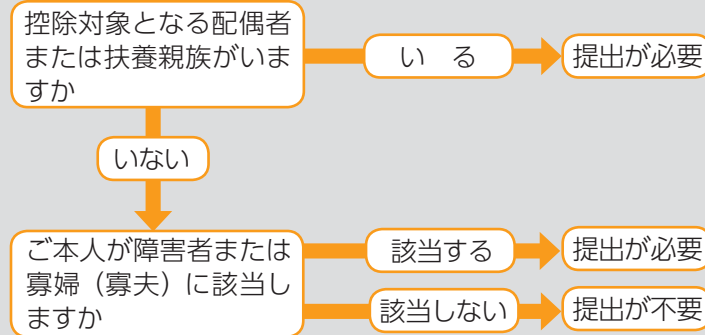 控除対象となる配偶者
または扶養親族がいま
すか
い る
提出が必要
いない
ご本人が障害者または
寡婦（寡夫）に該当し
ますか
該当する
提出が必要
該当しない
提出が不要